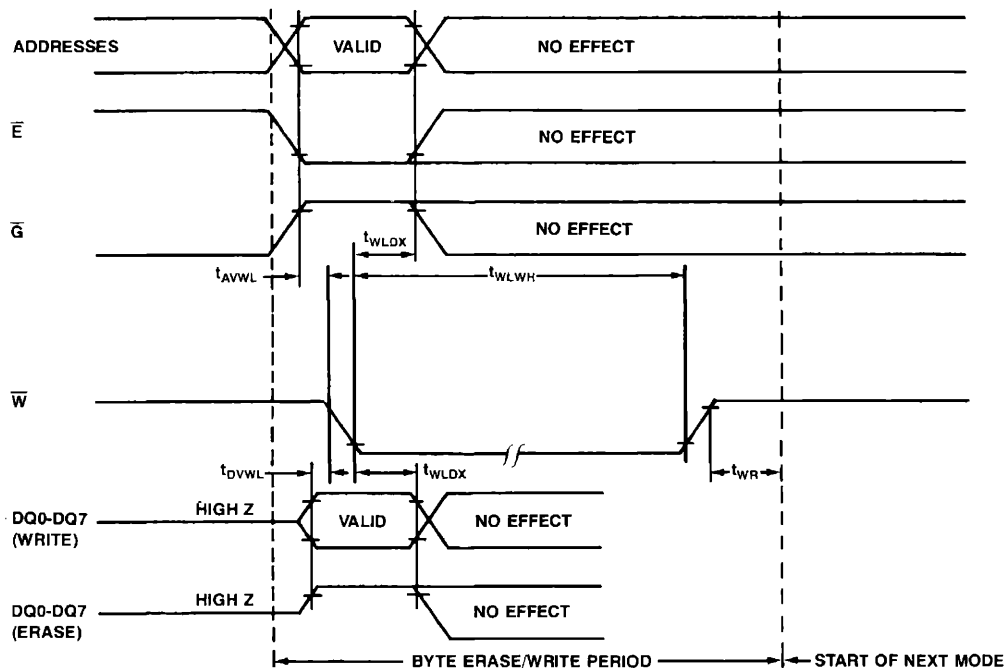 ADDRESSES VALID NO EFFECT
E NO EFFECT
G NO EFFECT
tWLDX
tAVWL tWLWH
W
tDVWL tWLDX tWR
HIGH Z
DQ0-DQ7 VALID NO EFFECT
(WRITE)
HIGH Z
DQ0-DQ7 NO EFFECT
(ERASE)
BYTE ERASE/WRITE PERIOD START OF NEXT MODE